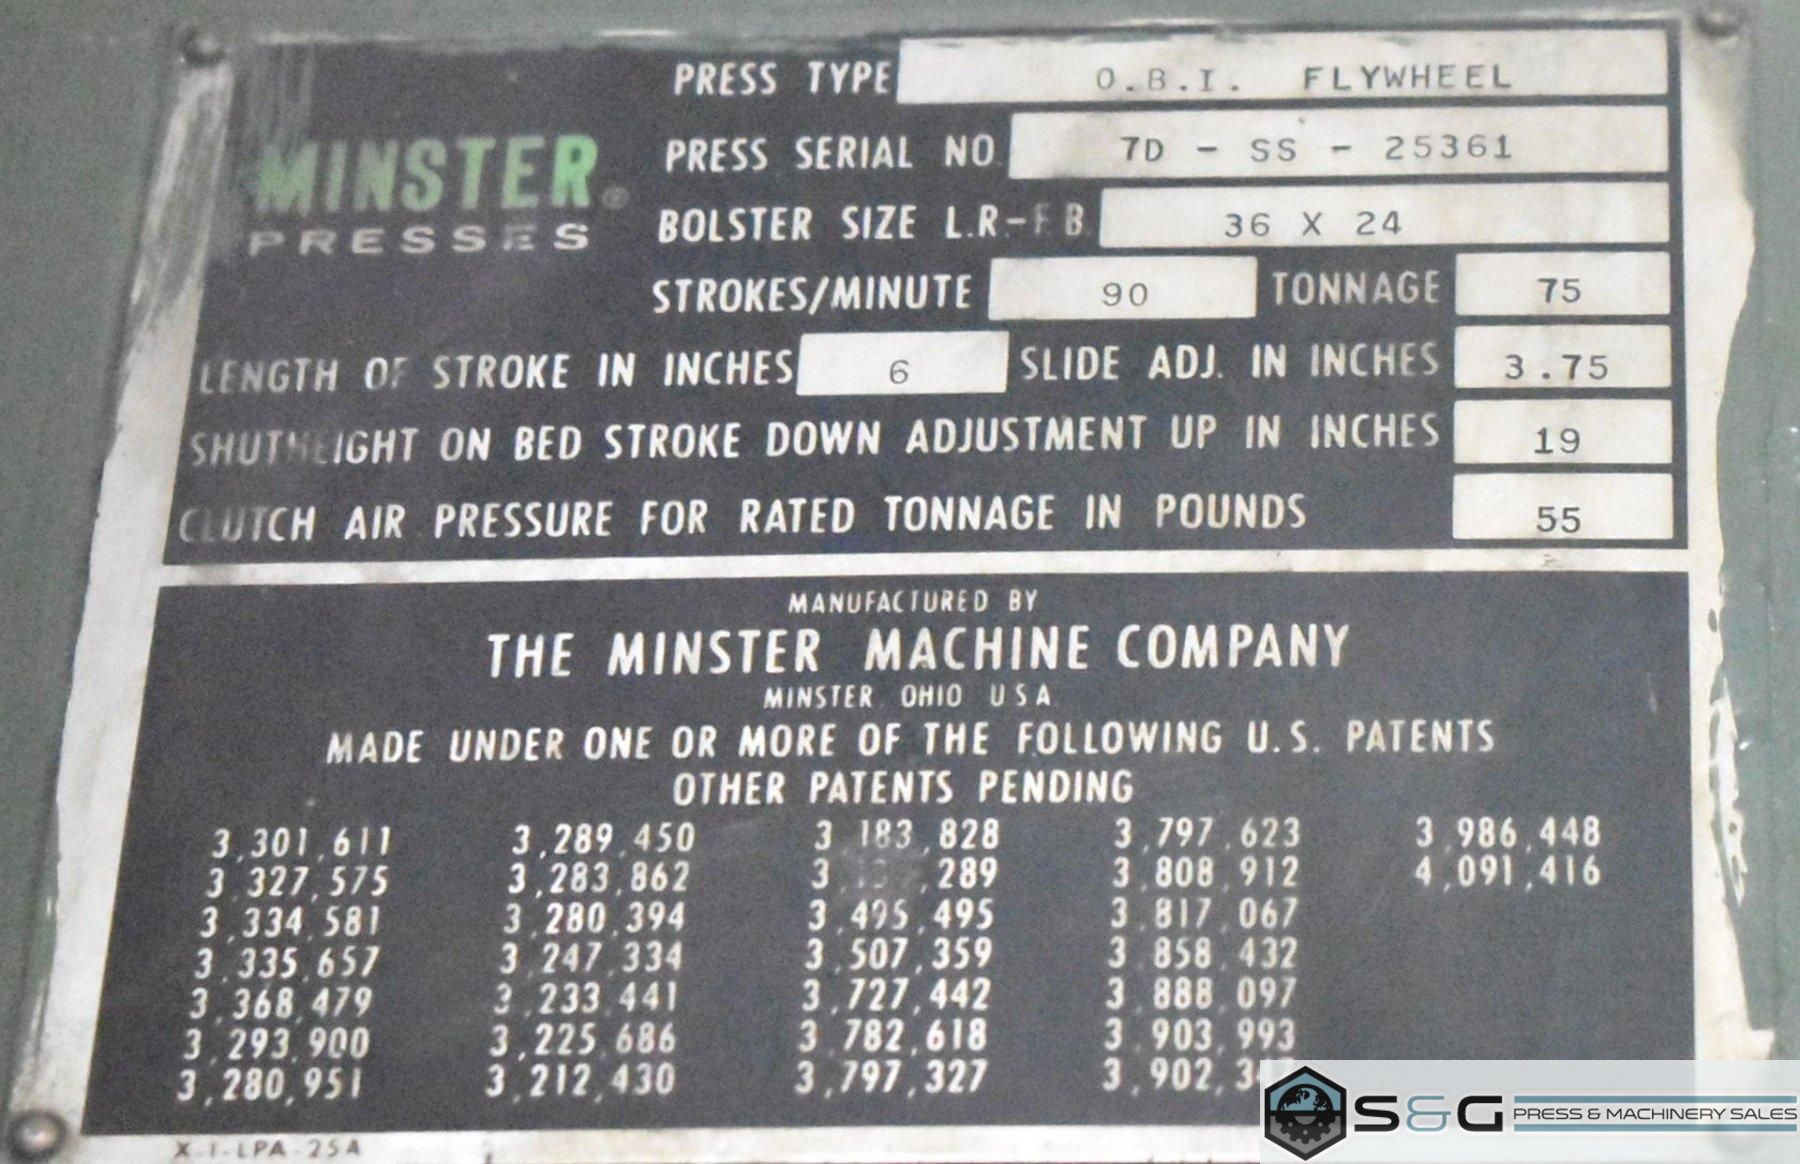 PRESS TYPE O.B.I. FLYWHEEL
MINSTER®
PRESSES
PRESS SERIAL NO. 7D - SS - 25361
BOLSTER SIZE L.R.-F.B. 36 X 24
STROKES/MINUTE 90 TONNAGE 75
LENGTH OF STROKE IN INCHES 6 SLIDE ADJ. IN INCHES 3.75
SHUTHEIGHT ON BED STROKE DOWN ADJUSTMENT UP IN INCHES 19
CLUTCH AIR PRESSURE FOR RATED TONNAGE IN POUNDS 55
MANUFACTURED BY
THE MINSTER MACHINE COMPANY
MINSTER, OHIO U S A
MADE UNDER ONE OR MORE OF THE FOLLOWING U.S. PATENTS
OTHER PATENTS PENDING
3,301,611 3,289,450 3,183,828 3,797,623 3,986,448
3,327,575 3,283,862 3, ,289 3,808,912 4,091,416
3,334,581 3,280,394 3,495,495 3,817,067
3,335,657 3,247,334 3,507,359 3,858,432
3,368,479 3,233,441 3,727,442 3,888,097
3,293,900 3,225,686 3,782,618 3,903,993
3,280,951 3,212,430 3,797,327 3,902,3
X-1-LPA-25A
S&G PRESS & MACHINERY SALES